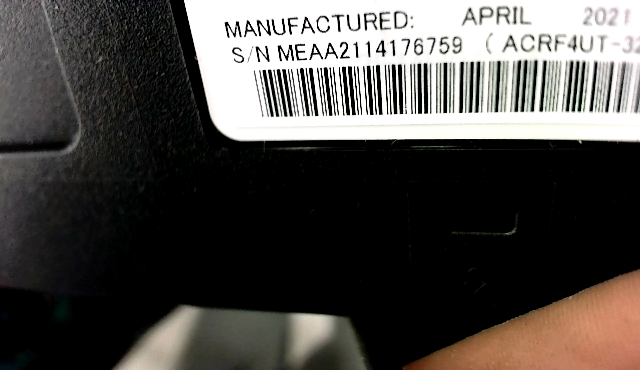 MANUFACTURED: APRIL 2021
S/N MEAA2114176759 ( ACRF4UT-32